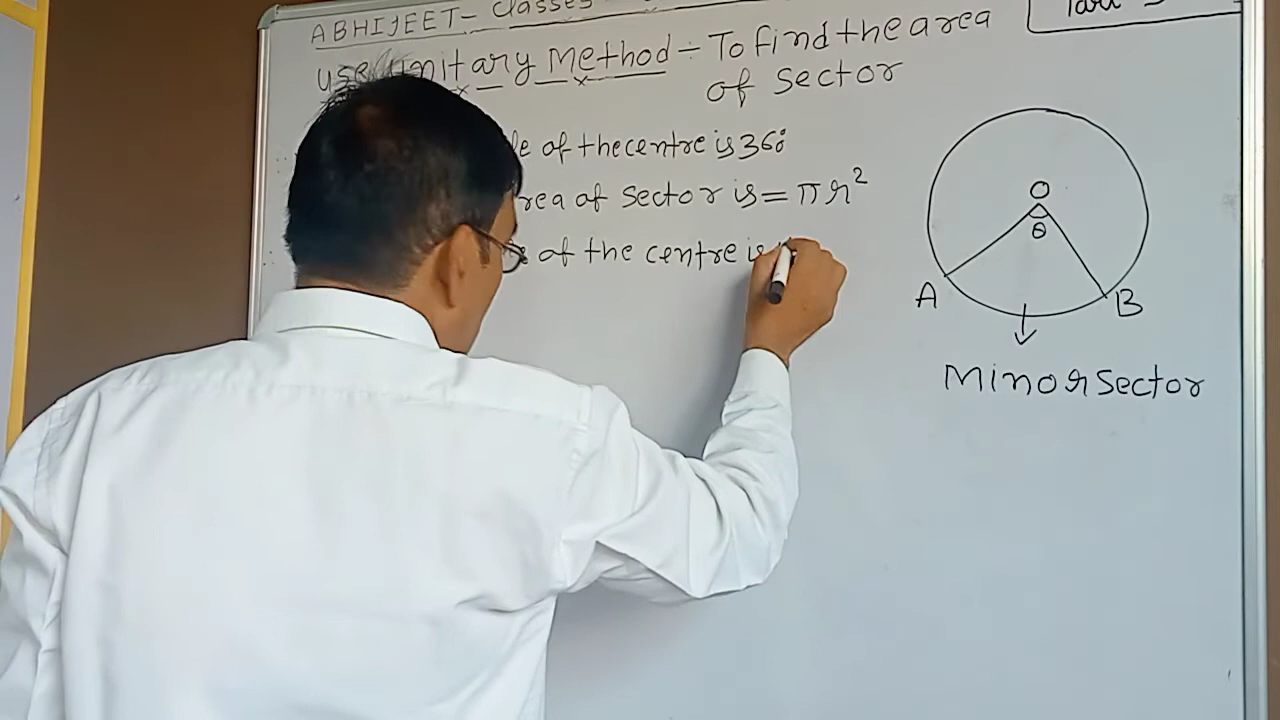 ABHIJEET- Classes
Part
use unitary Method ÷ To find the area
of sector
of the centre is 360°
rea of sector is = πr²
of the centre is
O
θ
A
B
Minor sector